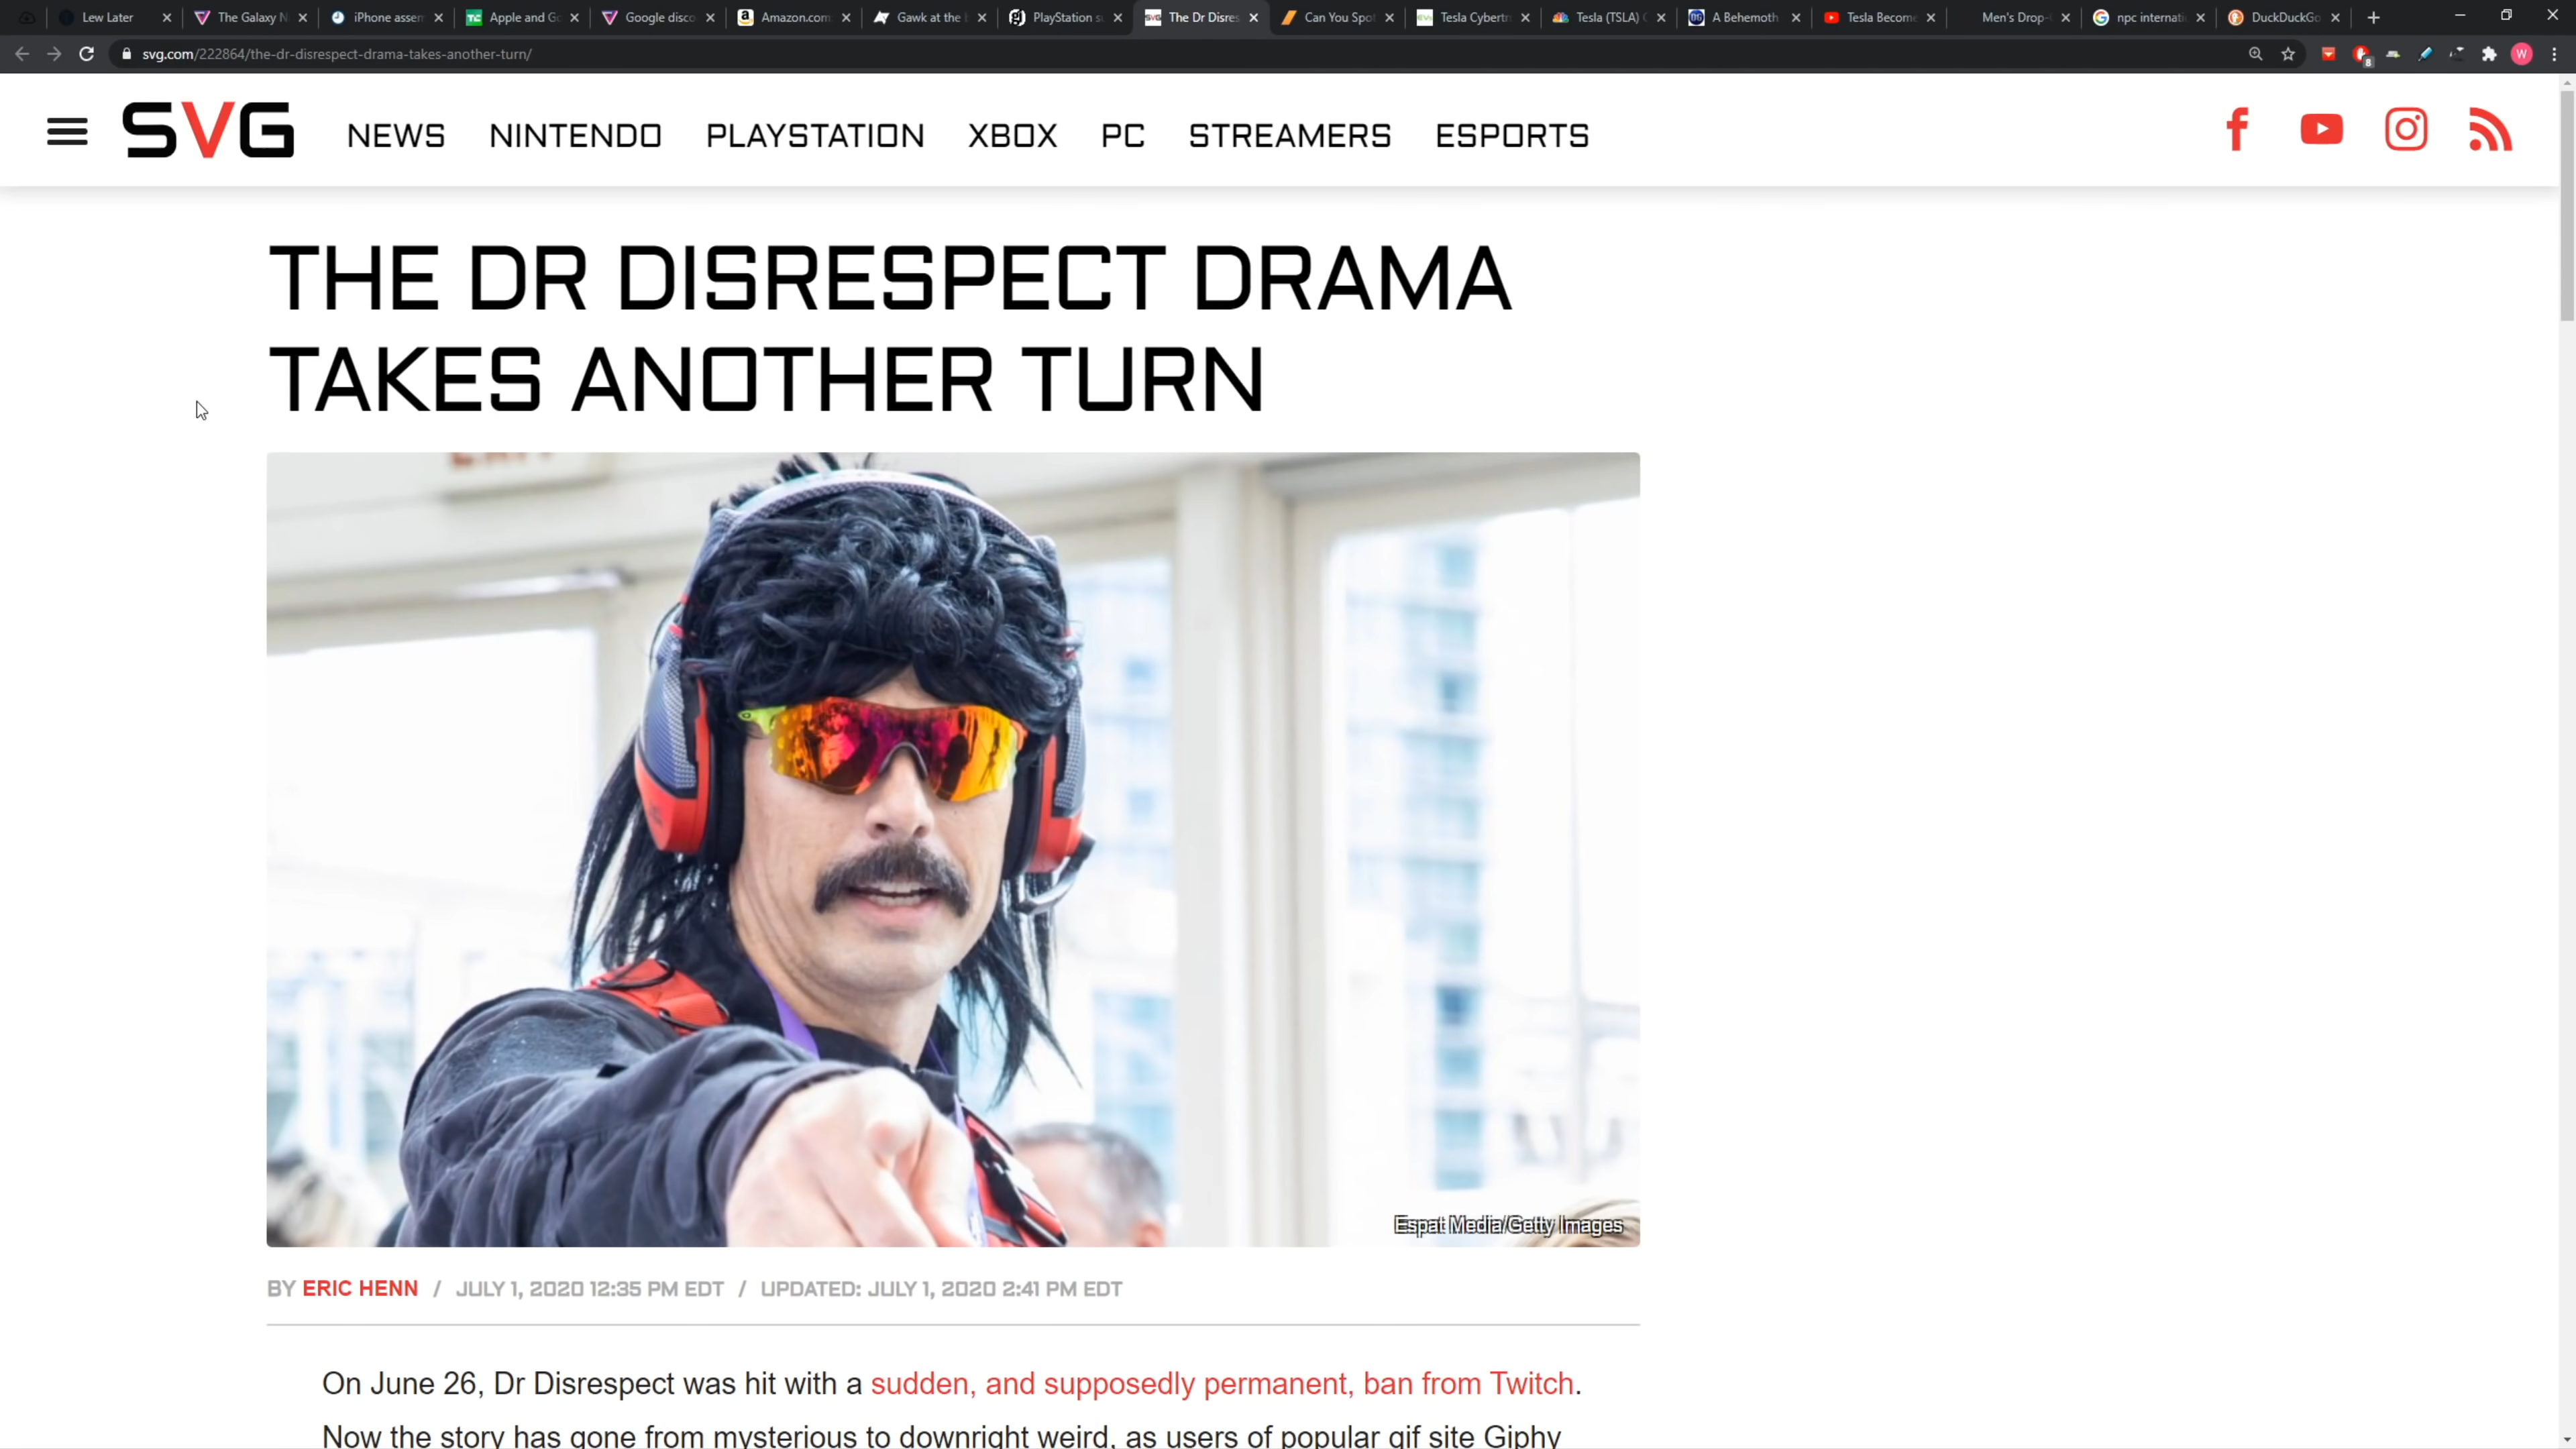 Lew Later
The Galaxy N
iPhone assem
Apple and Go
Google disco
Amazon.com
Gawk at the
PlayStation s
The Dr Disres
Can You Spot
Tesla Cybertr
Tesla (TSLA)
A Behemoth
Tesla Become
Men's Drop-
npc internati
DuckDuckGo
svg.com/222864/the-dr-disrespect-drama-takes-another-turn/
8
W
SVG NEWS NINTENDO PLAYSTATION XBOX PC STREAMERS ESPORTS
THE DR DISRESPECT DRAMA
TAKES ANOTHER TURN
Espat Media/Getty Images
BY ERIC HENN / JULY 1, 2020 12:35 PM EDT / UPDATED: JULY 1, 2020 2:41 PM EDT
On June 26, Dr Disrespect was hit with a sudden, and supposedly permanent, ban from Twitch.
Now the story has gone from mysterious to downright weird, as users of popular gif site Giphy